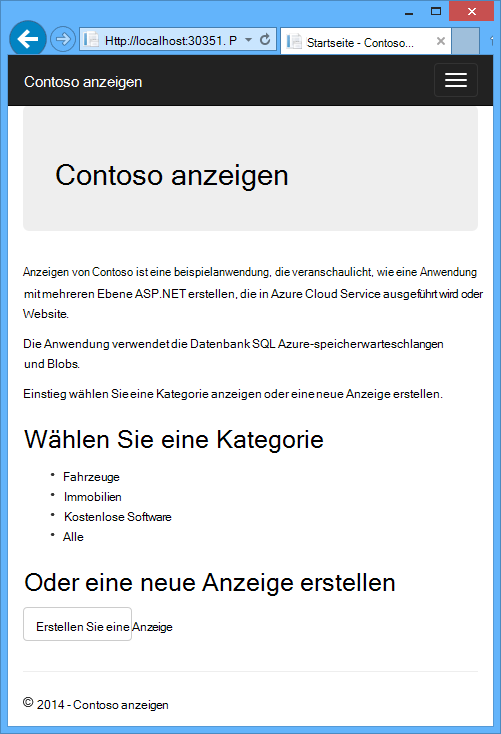 Http://localhost:30351. P
Startseite - Contoso...
Contoso anzeigen
Contoso anzeigen
Anzeigen von Contoso ist eine beispielanwendung, die veranschaulicht, wie eine Anwendung
mit mehreren Ebene ASP.NET erstellen, die in Azure Cloud Service ausgeführt wird oder
Website.
Die Anwendung verwendet die Datenbank SQL Azure-speicherwarteschlangen
und Blobs.
Einstieg wählen Sie eine Kategorie anzeigen oder eine neue Anzeige erstellen.
Wählen Sie eine Kategorie
• Fahrzeuge
• Immobilien
• Kostenlose Software
• Alle
Oder eine neue Anzeige erstellen
Erstellen Sie eine Anzeige
© 2014 - Contoso anzeigen